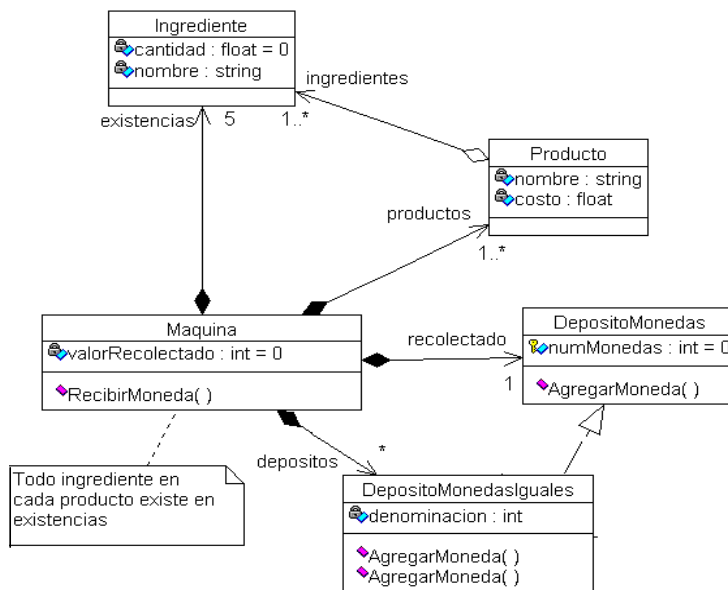 Ingrediente
cantidad : float = 0
nombre : string
ingredientes
existencias
5
1..*
Producto
nombre : string
costo : float
productos
1..*
Maquina
valorRecolectado : int = 0
RecibirMoneda( )
recolectado
1
DepositoMonedas
numMonedas : int = 0
AgregarMoneda( )
depositos
*
Todo ingrediente en
cada producto existe en
existencias
DepositoMonedasIguales
denominacion : int
AgregarMoneda( )
AgregarMoneda( )